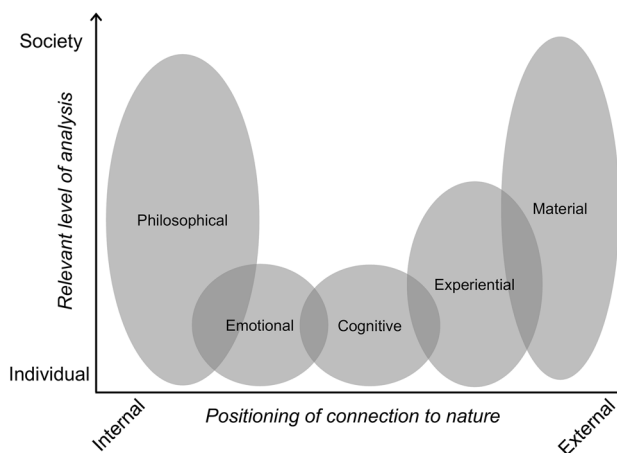 Society
Relevant level of analysis
Individual
Philosophical
Emotional
Cognitive
Experiential
Material
Internal
Positioning of connection to nature
External